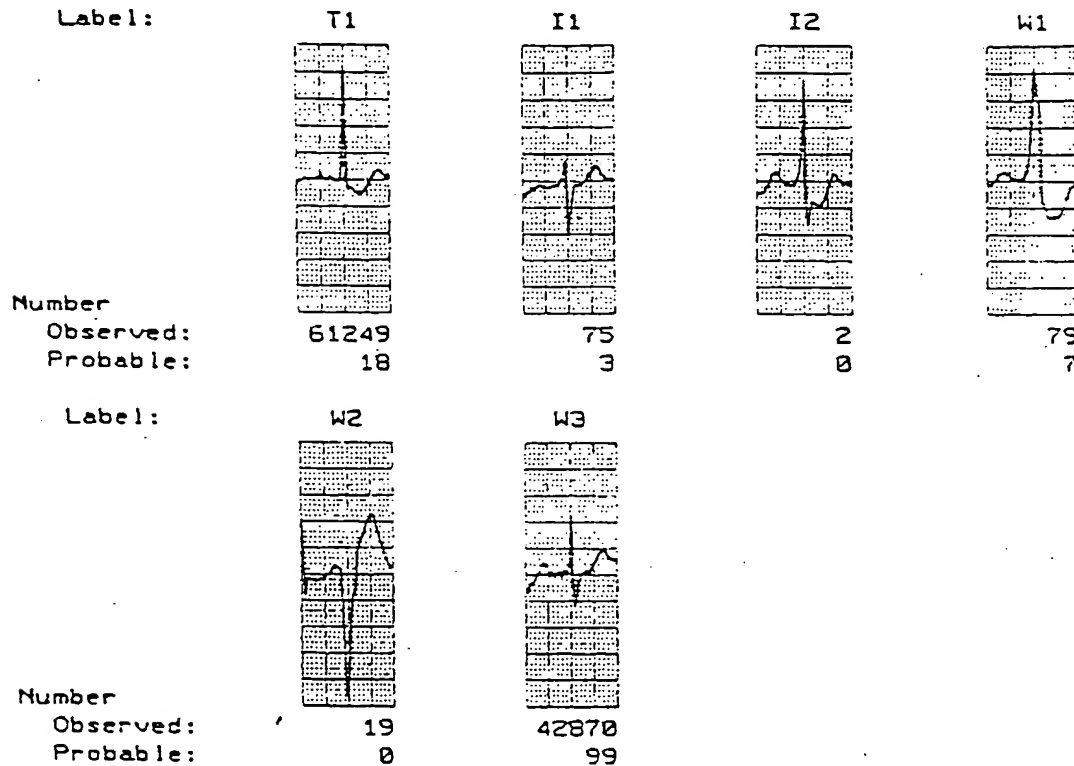 Label: T1 I1 I2 W1
Number
Observed: 61249 75 2 79
Probable: 18 3 0 7
Label: W2 W3
Number
Observed: 19 42870
Probable: 0 99